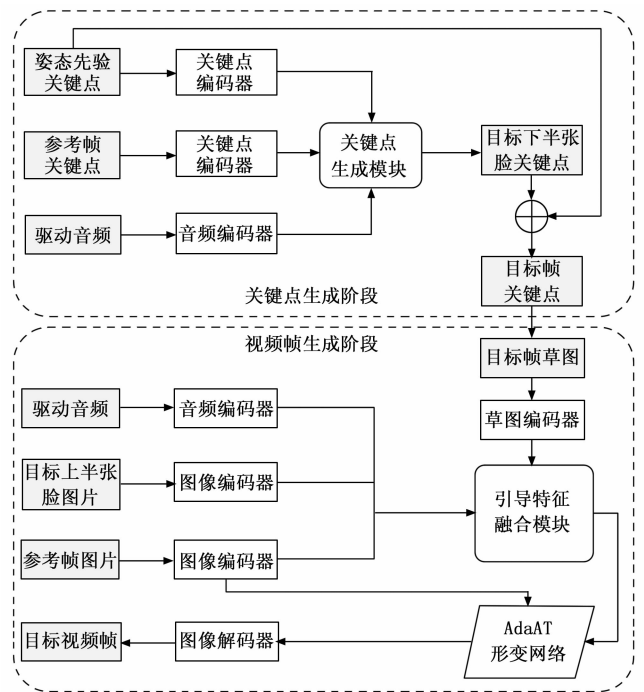 姿态先验
关键点
关键点
编码器
参考帧
关键点
关键点
编码器
关键点
生成模块
目标下半张
脸关键点
驱动音频
音频编码器
目标帧
关键点
关键点生成阶段
视频帧生成阶段
目标帧草图
驱动音频
音频编码器
草图编码器
目标上半张
脸图片
图像编码器
引导特征
融合模块
参考帧图片
图像编码器
AdaAT
形变网络
目标视频帧
图像解码器